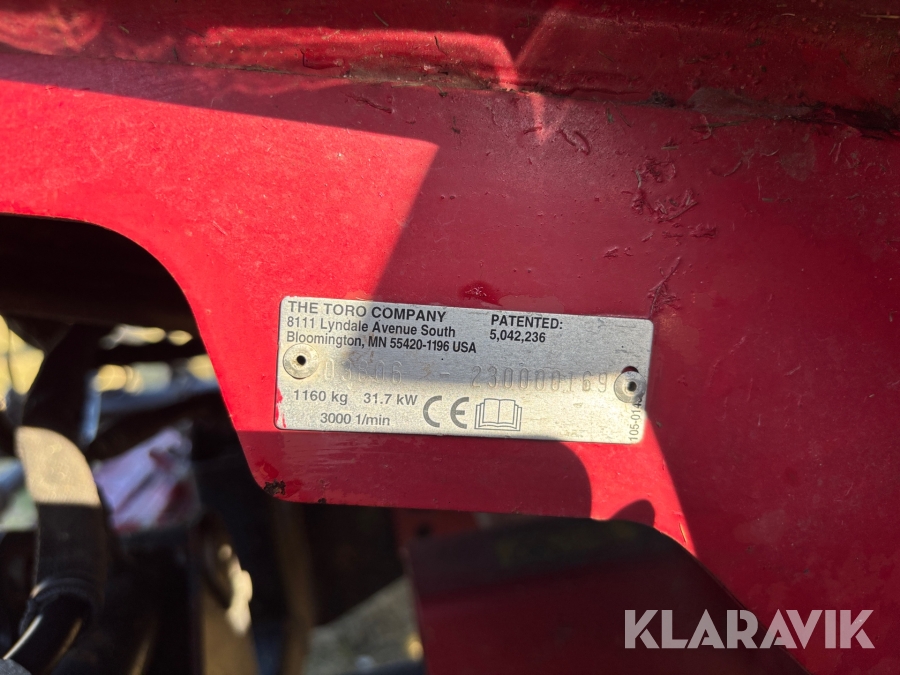 THE TORO COMPANY
8111 Lyndale Avenue South
Bloomington, MN 55420-1196 USA
PATENTED:
5,042,236
230000169
1160 kg 31.7 kW
3000 1/min
CE
KLARAVIK